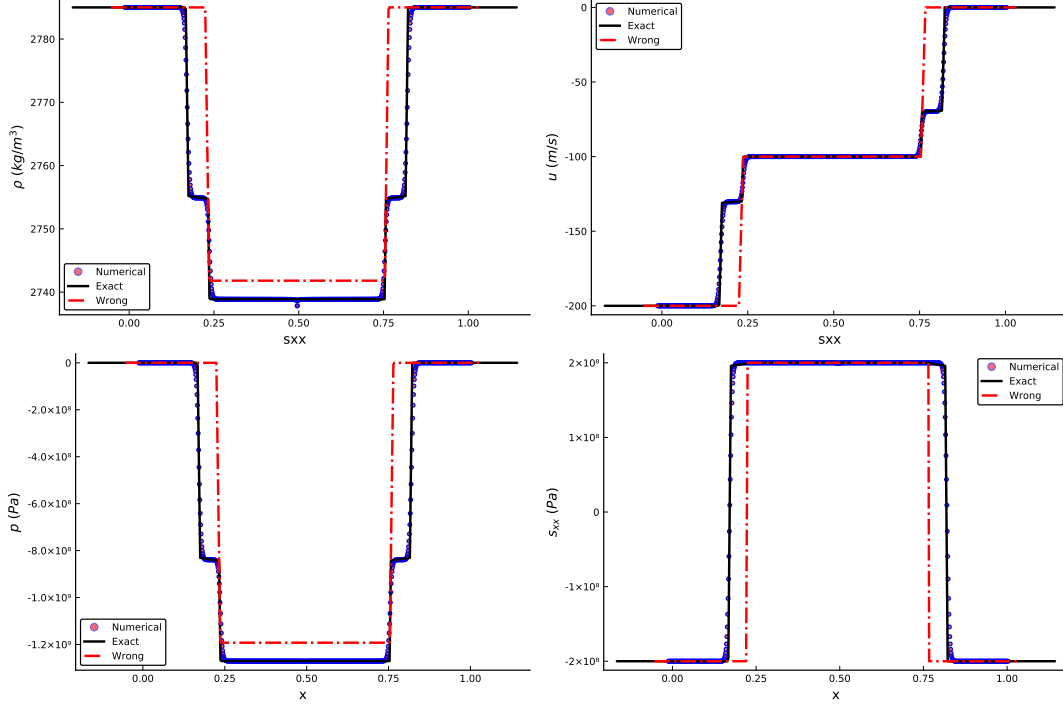 2780
2770
2760
2750
2740
ρ (kg/m³)
Numerical
Exact
Wrong
0.00
0.25
0.50
0.75
1.00
sxx
0
-50
-100
-150
-200
u (m/s)
Numerical
Exact
Wrong
0.00
0.25
0.50
0.75
1.00
sxx
0
-2.0×10⁸
-4.0×10⁸
-6.0×10⁸
-8.0×10⁸
-1.0×10⁹
-1.2×10⁹
p (Pa)
Numerical
Exact
Wrong
0.00
0.25
0.50
0.75
1.00
x
2×10⁸
1×10⁸
0
-1×10⁸
-2×10⁸
sxx (Pa)
Numerical
Exact
Wrong
0.00
0.25
0.50
0.75
1.00
x